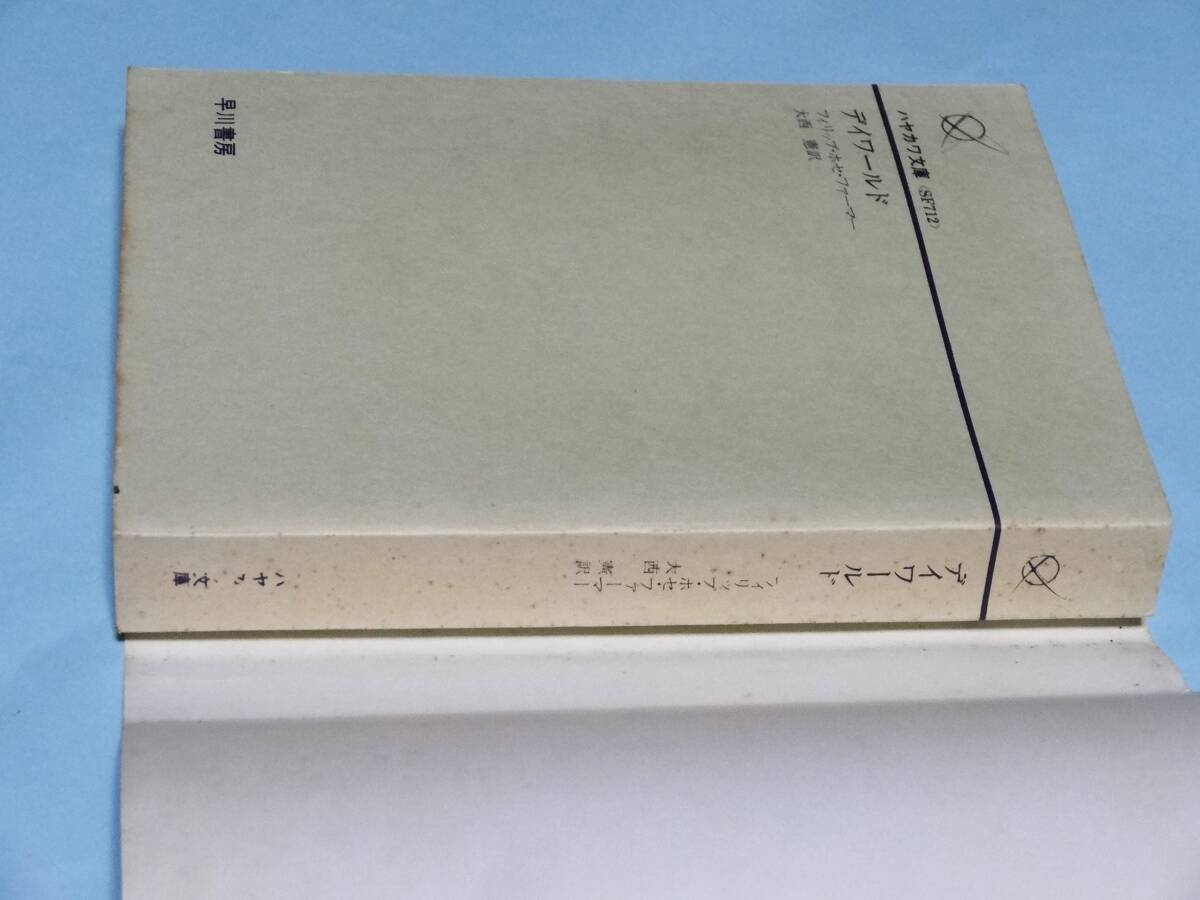 ハヤカワ文庫〈SF712〉
デイワールド
フィリップ・ホセ・ファーマー
大西 憲訳
早川書房
デイワールド
フィリップ・ホセ・ファーマー
大西 憲訳
ハヤカワ文庫